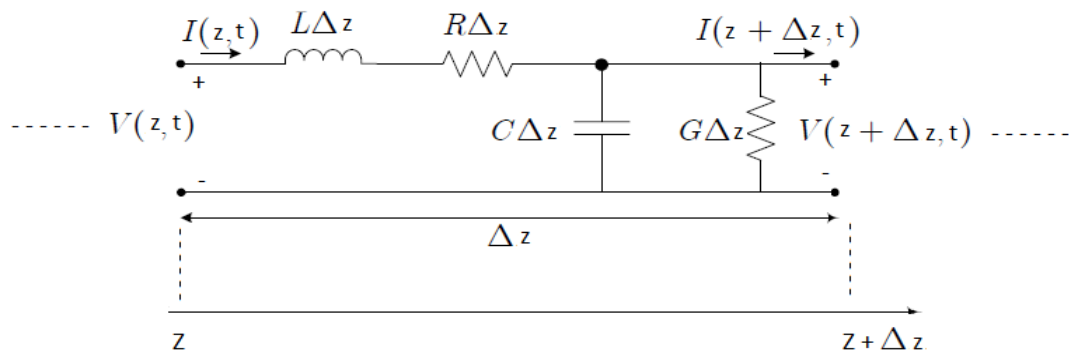 I(z,t) LΔz RΔz I(z + Δz,t)
+ +
------ V(z,t) CΔz GΔz V(z + Δz,t) ------
- -
Δz
z z + Δz